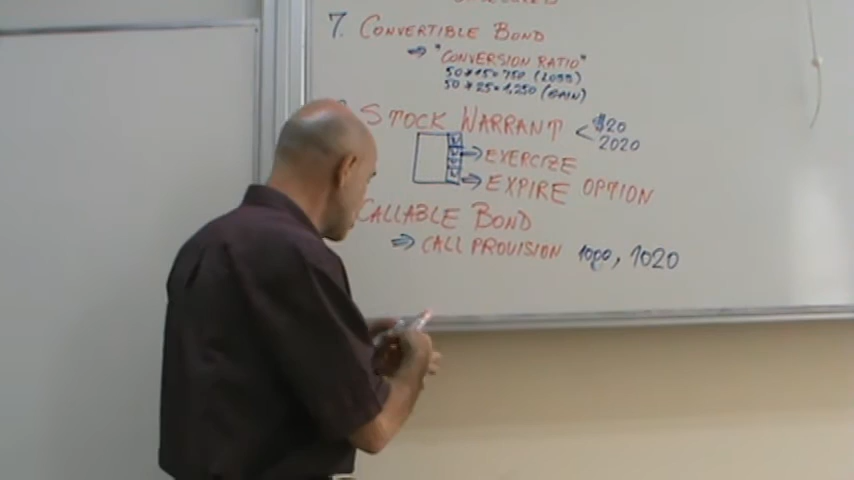 7. CONVERTIBLE BOND
⇒ "CONVERSION RATIO"
50*15=750 (LOSS)
50*25=1,250 (GAIN)
STOCK WARRANT < $20
2020
⇒ EXERCIZE
⇒ EXPIRE OPTION
CALLABLE BOND
⇒ CALL PROVISION 1000, 1020